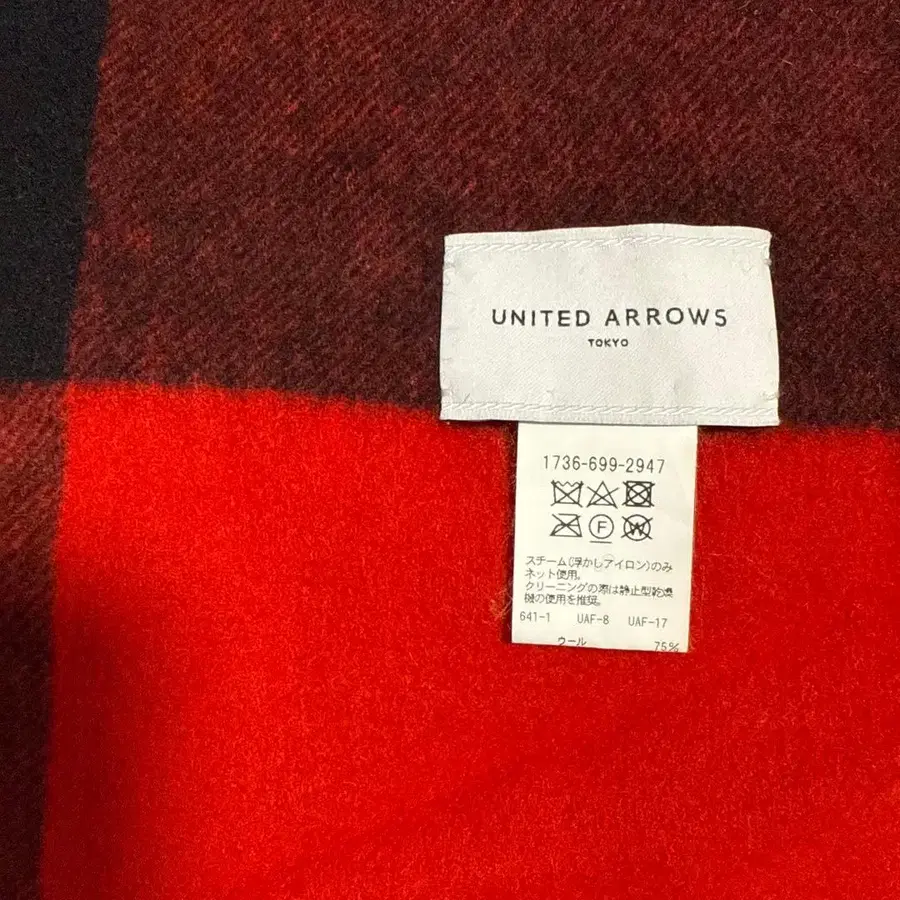 UNITED ARROWS
TOKYO
1736-699-2947
F
W
スチーム(浮かしアイロン)のみ
ネット使用。
クリーニングの際は静止型乾燥
機の使用を推奨。
641-1 UAF-8 UAF-17
ウール 75%